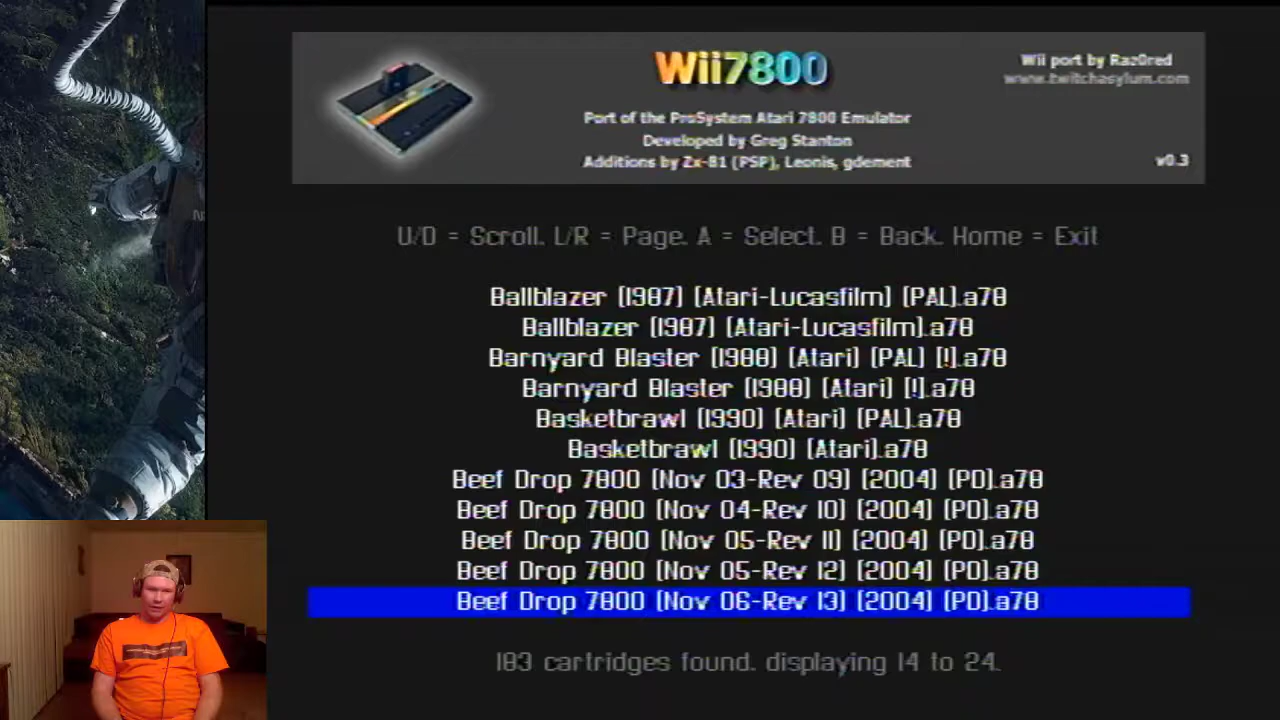 Wii7800
Wii port by Raz0red
www.twitchasylum.com
Port of the ProSystem Atari 7800 Emulator
Developed by Greg Stanton
Additions by Zx-81 (PSP), Leonis, gdement
v0.3
U/D = Scroll. L/R = Page. A = Select. B = Back. Home = Exit
Ballblazer (1987) (Atari-Lucasfilm) (PAL).a78
Ballblazer (1987) (Atari-Lucasfilm).a78
Barnyard Blaster (1988) (Atari) (PAL) [!].a78
Barnyard Blaster (1988) (Atari) [!].a78
Basketbrawl (1990) (Atari) (PAL).a78
Basketbrawl (1990) (Atari).a78
Beef Drop 7800 (Nov 03-Rev 09) (2004) (PD).a78
Beef Drop 7800 (Nov 04-Rev 10) (2004) (PD).a78
Beef Drop 7800 (Nov 05-Rev 11) (2004) (PD).a78
Beef Drop 7800 (Nov 05-Rev 12) (2004) (PD).a78
Beef Drop 7800 (Nov 06-Rev 13) (2004) (PD).a78
183 cartridges found. displaying 14 to 24.